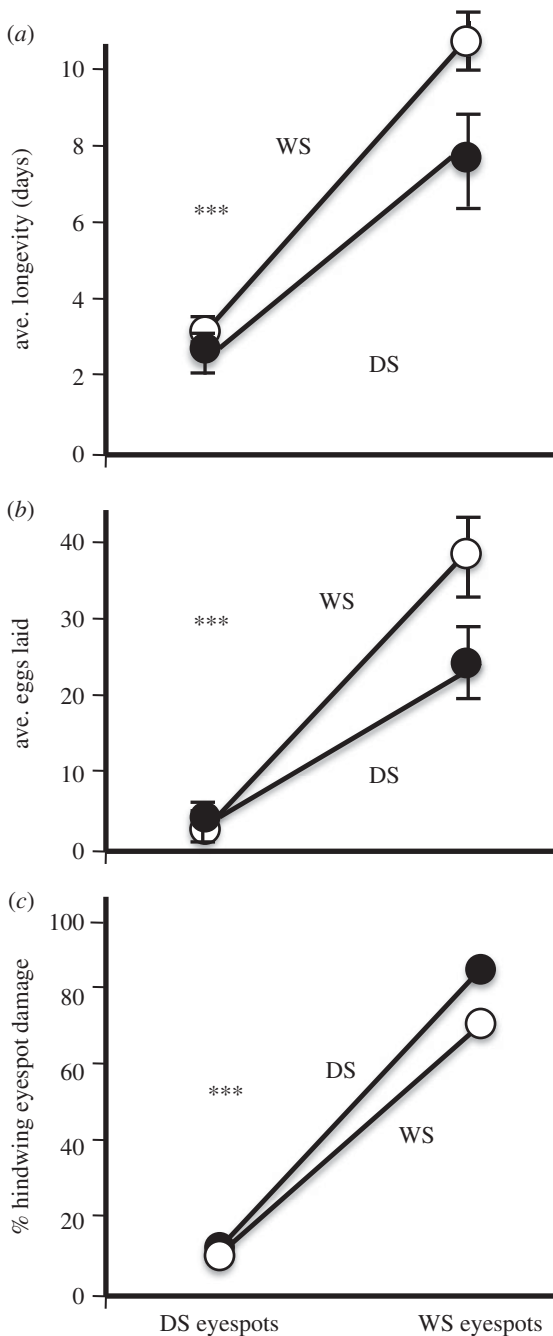 (a)
10
8
6
4
2
0
ave. longevity (days)
WS
***
DS
(b)
40
30
20
10
0
ave. eggs laid
WS
***
DS
(c)
100
80
60
40
20
0
% hindwing eyespot damage
DS
***
WS
DS eyespots
WS eyespots